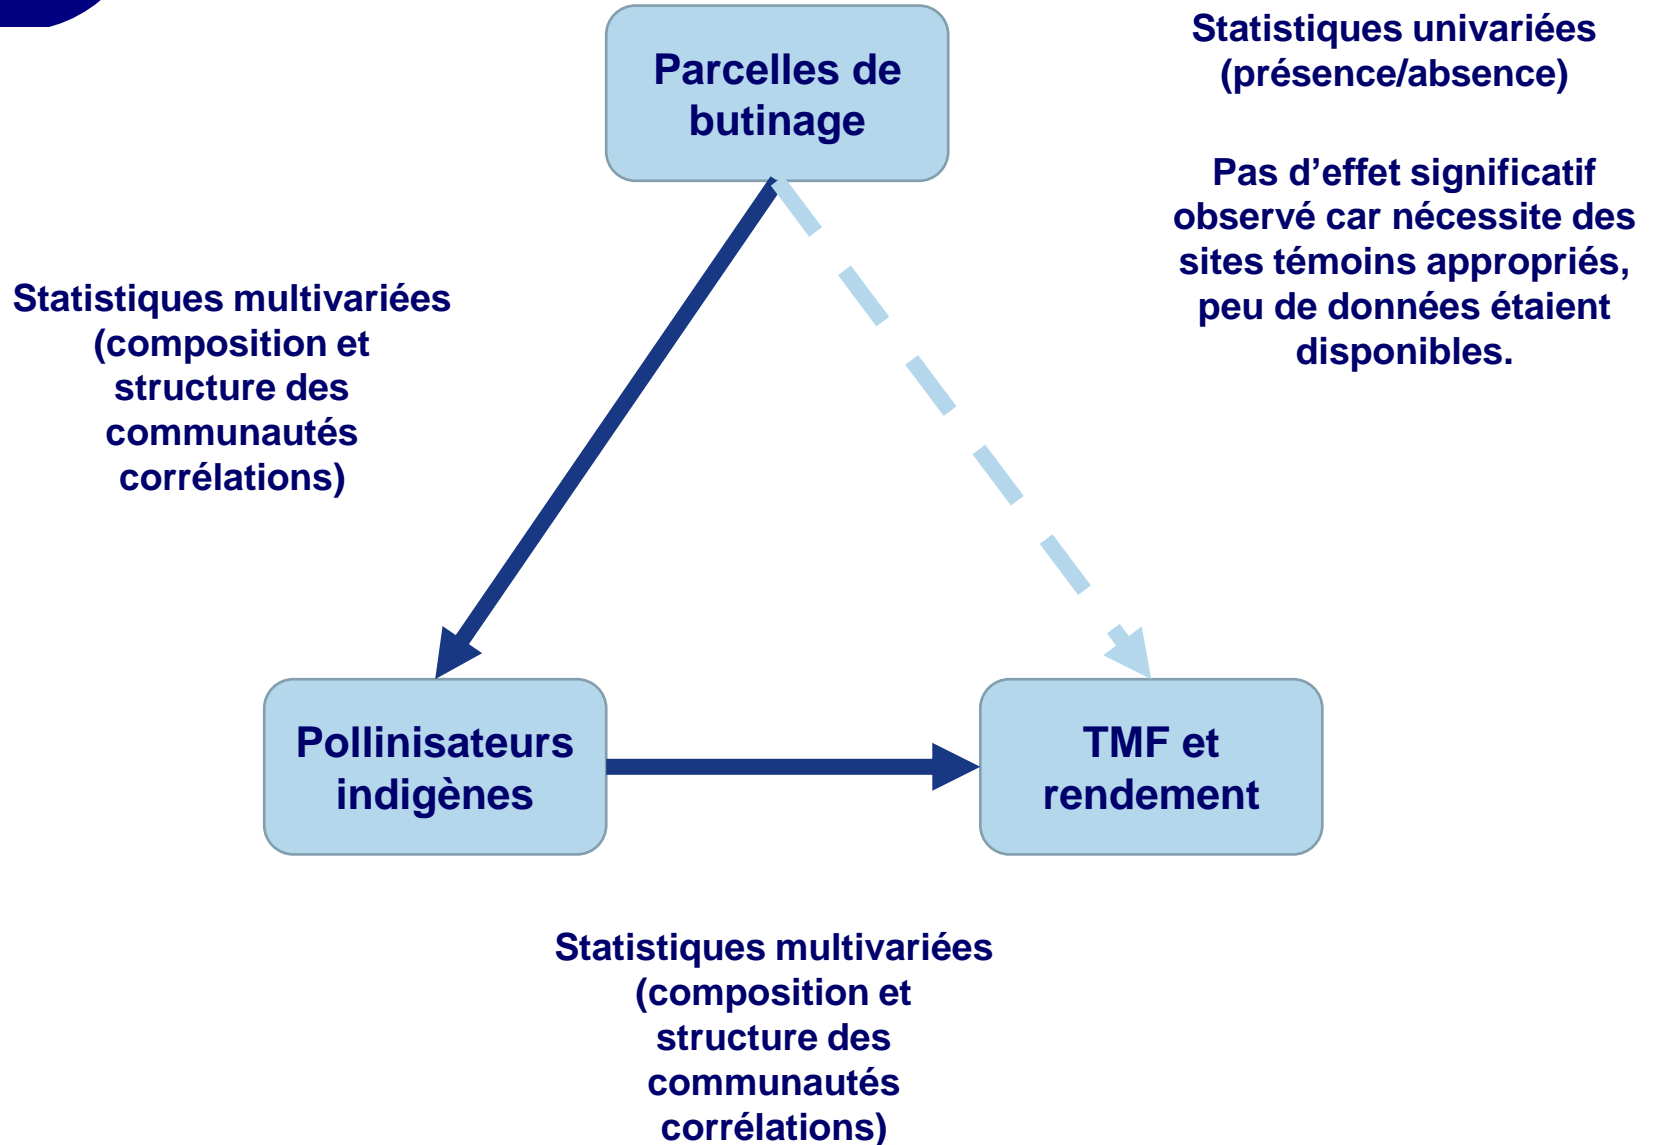 Parcelles de
butinage
Statistiques univariées
(présence/absence)
Pas d’effet significatif
observé car nécessite des
sites témoins appropriés,
peu de données étaient
disponibles.
Statistiques multivariées
(composition et
structure des
communautés
corrélations)
Pollinisateurs
indigènes
TMF et
rendement
Statistiques multivariées
(composition et
structure des
communautés
corrélations)